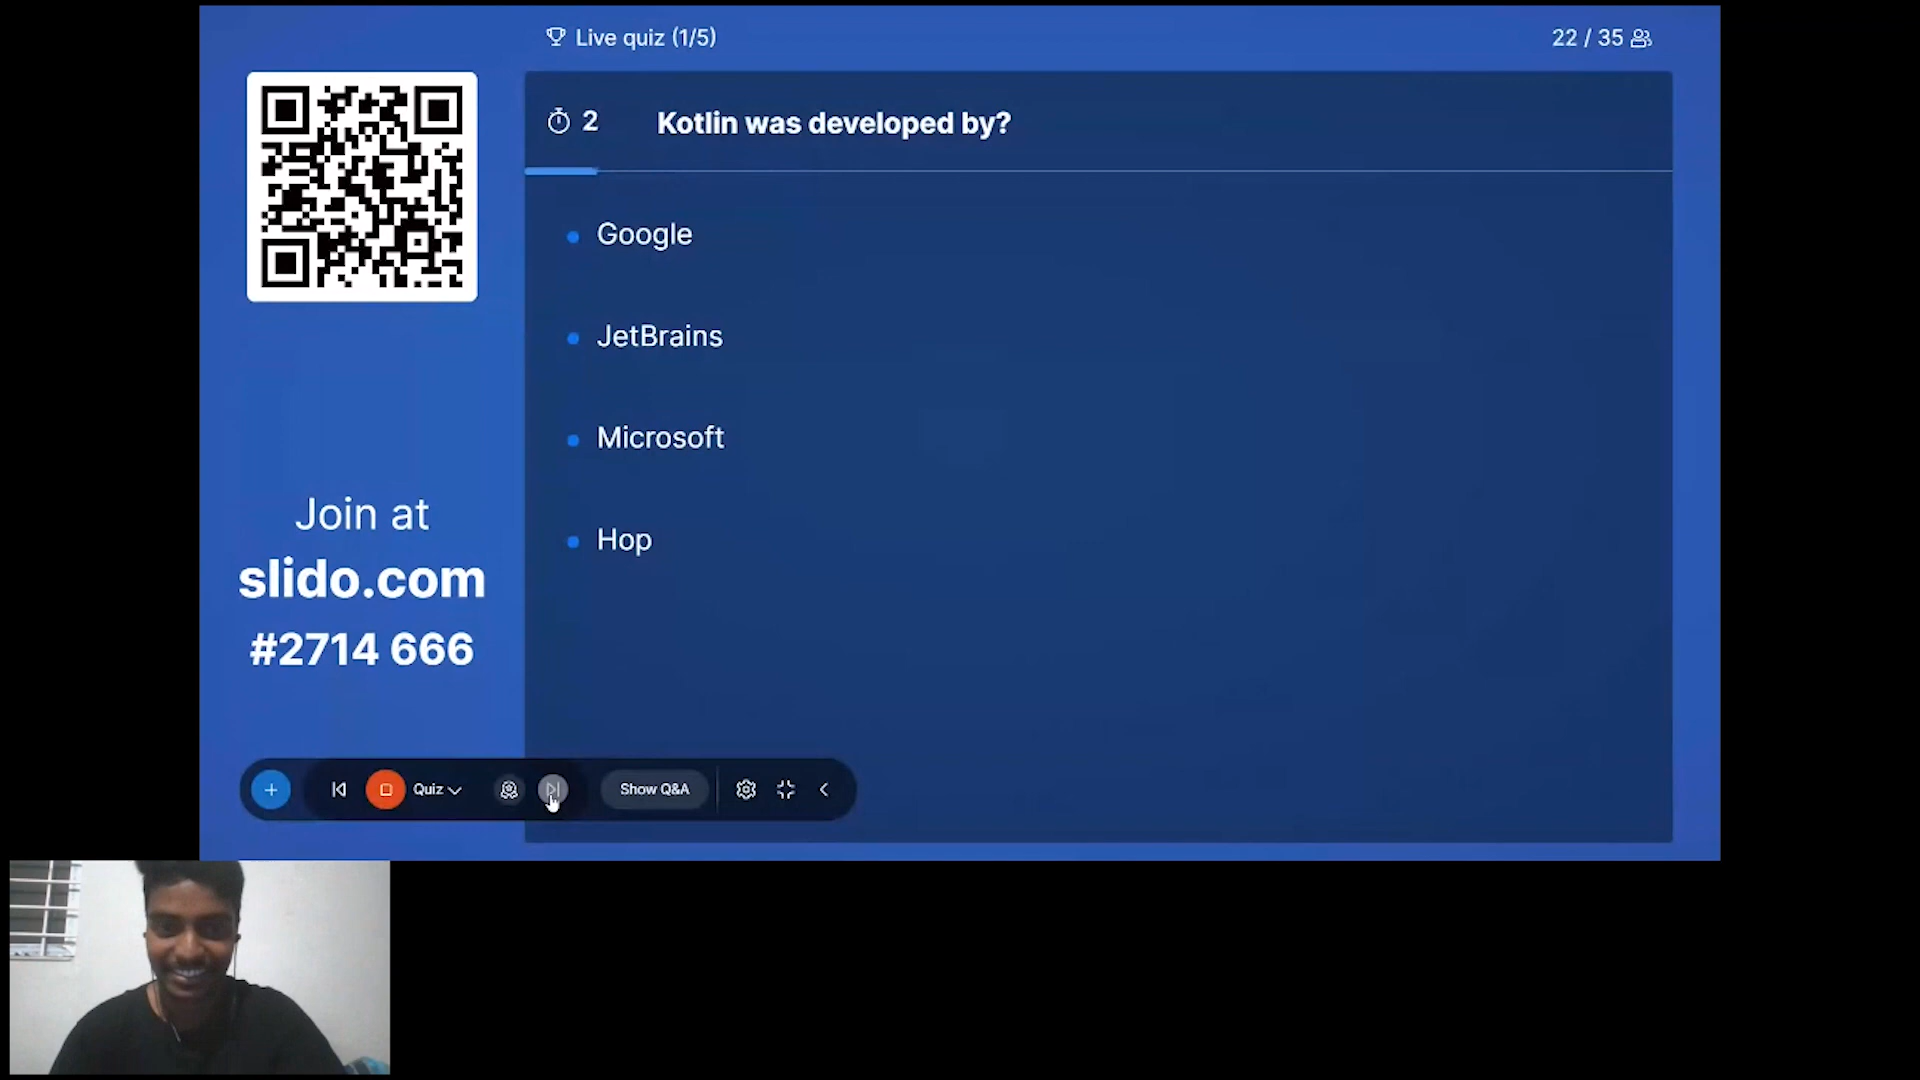 Live quiz (1/5)
22 / 35
2
Kotlin was developed by?
Google
JetBrains
Microsoft
Hop
Join at
slido.com
#2714 666
Quiz
Show Q&A